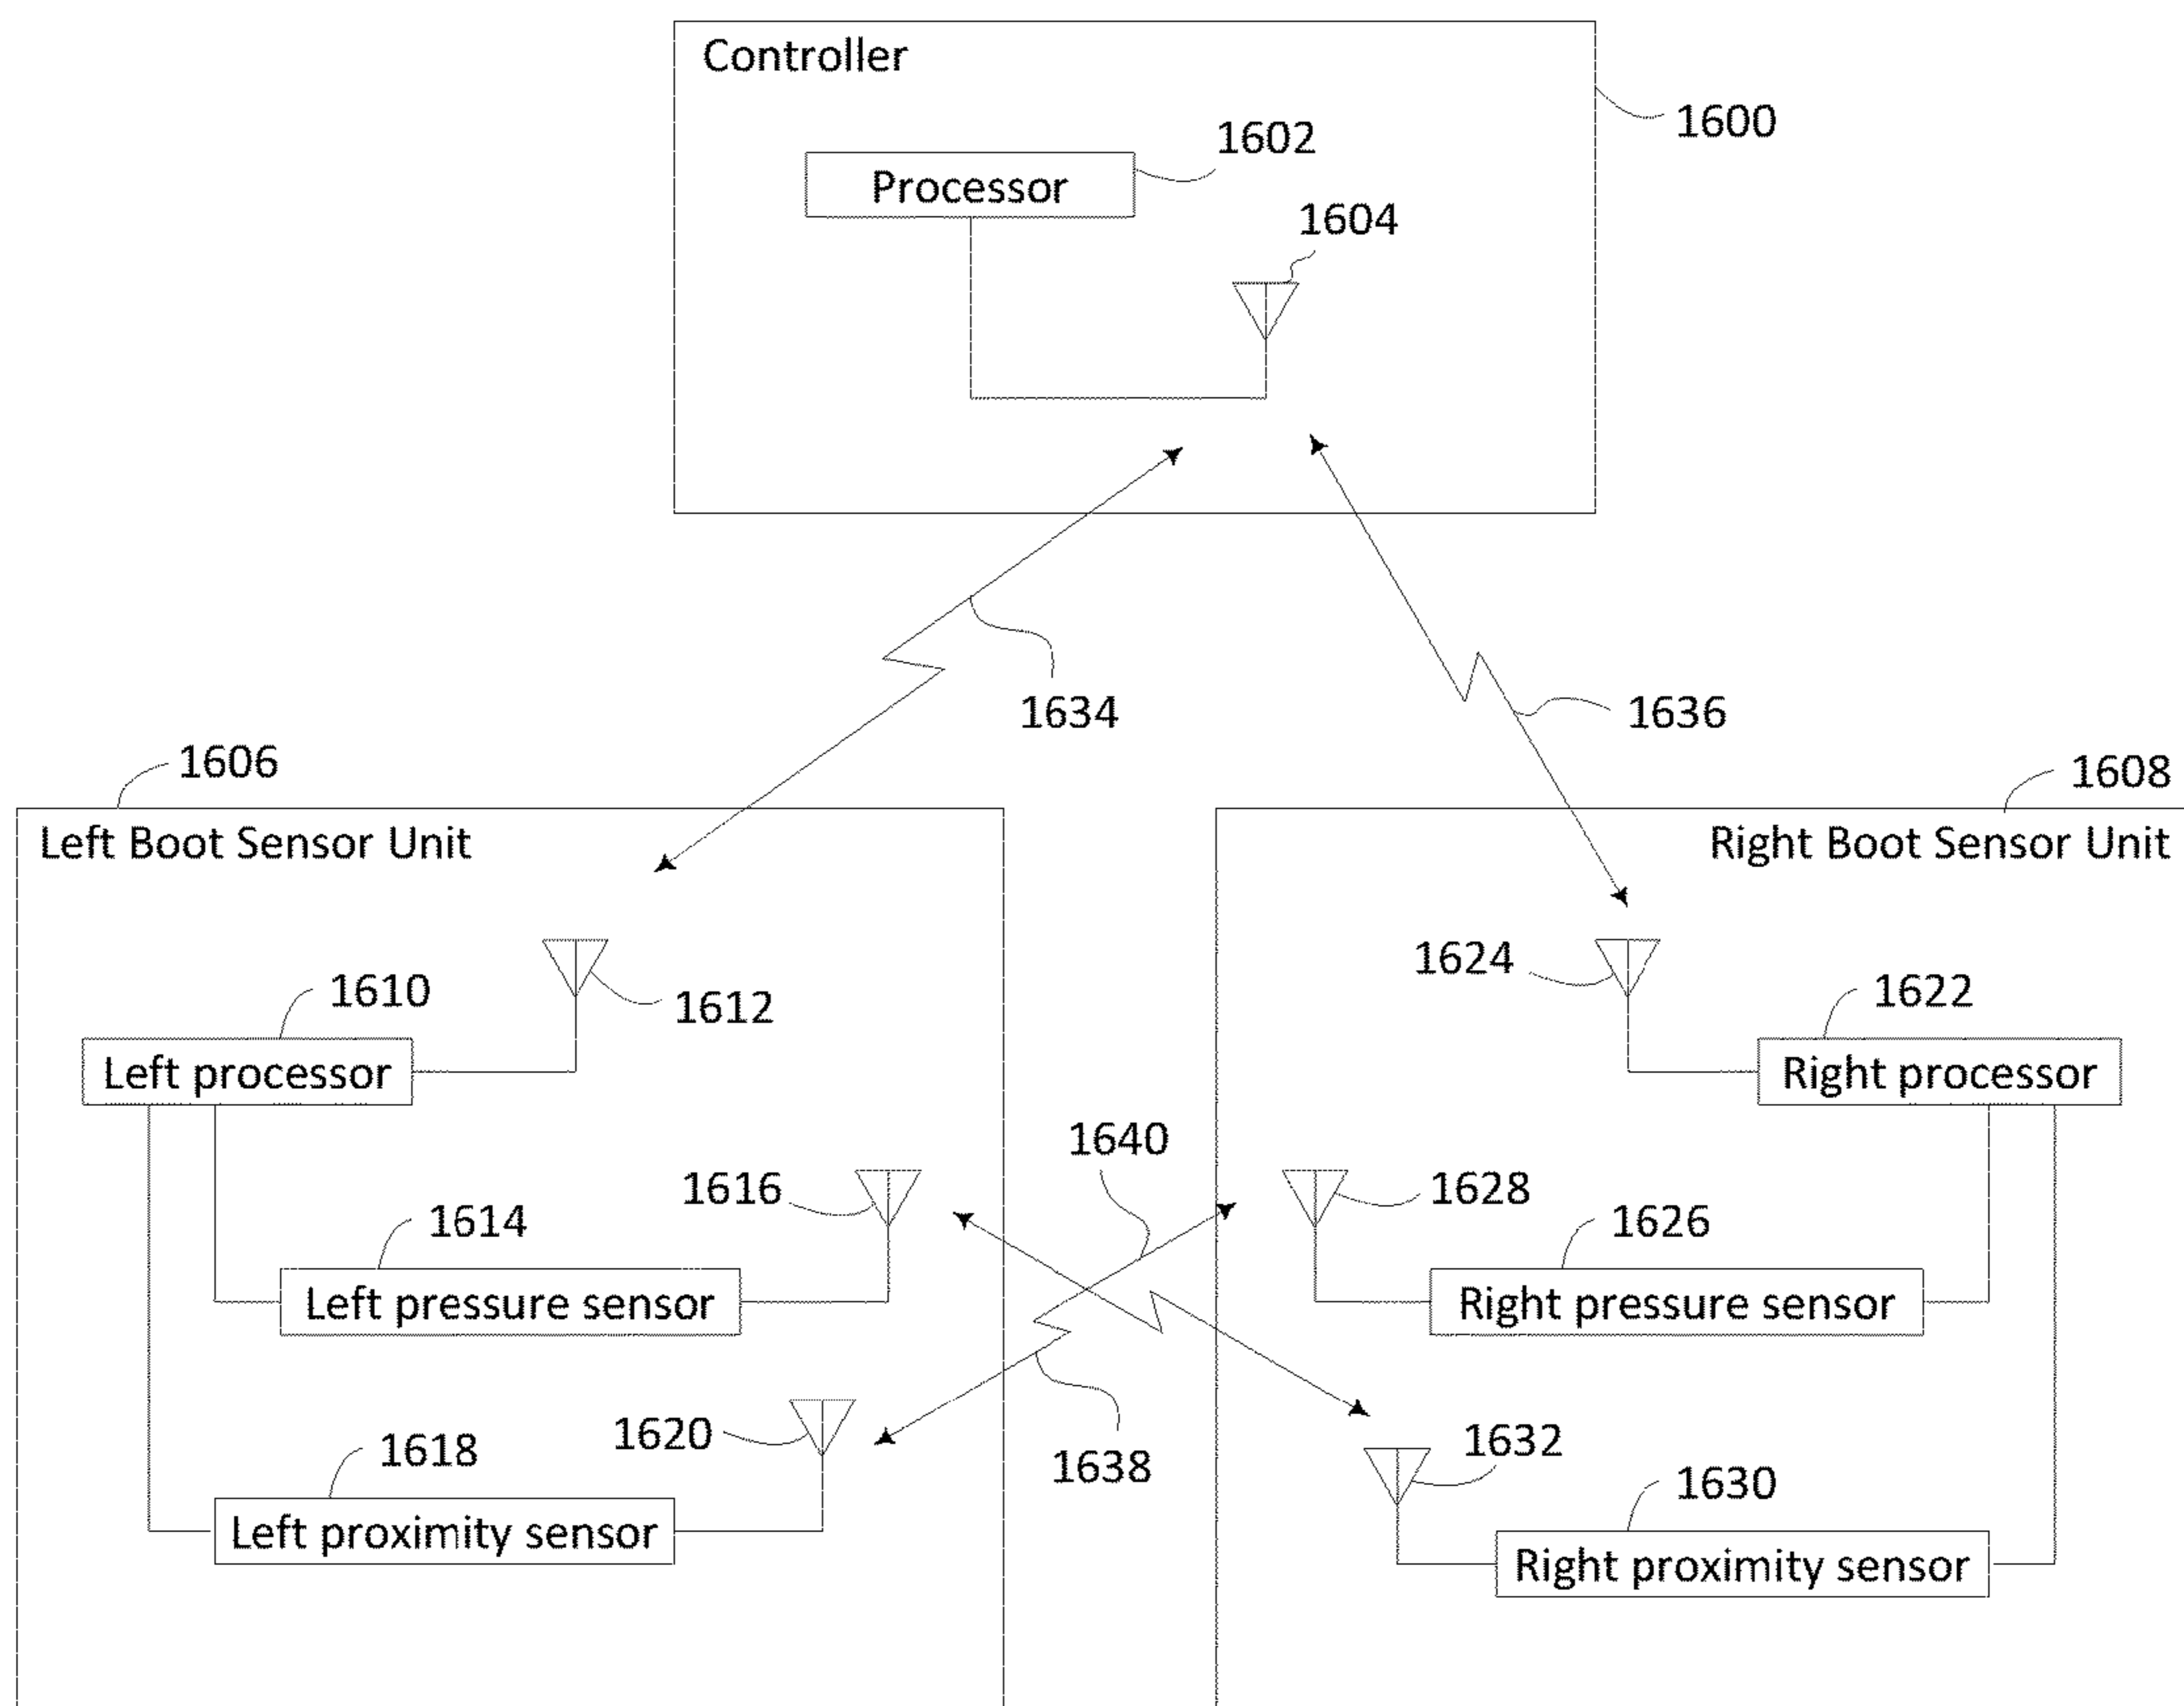 Controller
1600
1602
Processor
1604
1634
1636
1606
1608
Left Boot Sensor Unit
Right Boot Sensor Unit
1610
1612
Left processor
1624
1622
Right processor
1640
1616
1614
Left pressure sensor
1628
1626
Right pressure sensor
1620
1618
Left proximity sensor
1638
1632
1630
Right proximity sensor